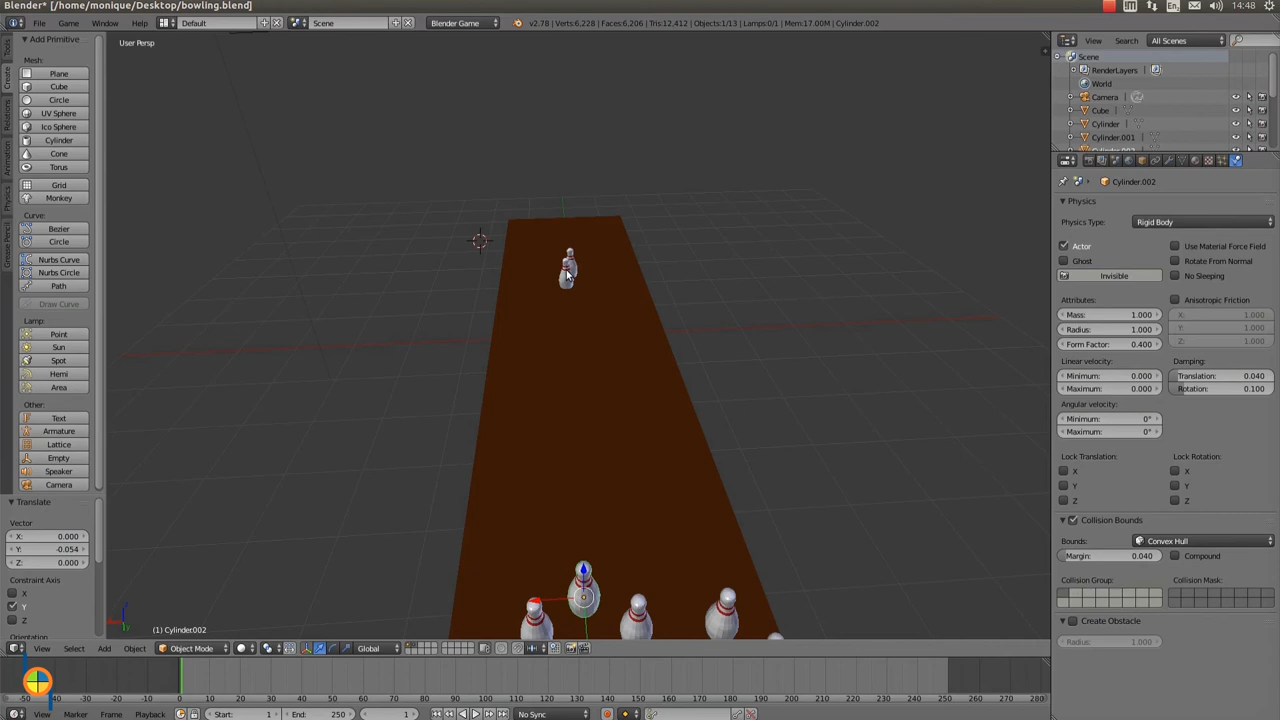 Blender* [/home/monique/Desktop/bowling.blend]
En
14:48
File Game Window Help Default Scene Blender Game v2.78 | Verts:6,228 | Faces:6,206 | Tris:12,412 | Objects:1/13 | Lamps:0/1 | Mem:17.00M | Cylinder.002
View Search All Scenes
Tools
Create
Relations
Animation
Physics
Grease Pencil
Add Primitive
Mesh:
Plane
Cube
Circle
UV Sphere
Ico Sphere
Cylinder
Cone
Torus
Grid
Monkey
Curve:
Bezier
Circle
Nurbs Curve
Nurbs Circle
Path
Draw Curve
Lamp:
Point
Sun
Spot
Hemi
Area
Other:
Text
Armature
Lattice
Empty
Speaker
Camera
Translate
Vector
X: 0.000
Y: -0.054
Z: 0.000
Constraint Axis
X
Y
Z
Orientation
User Persp
(1) Cylinder.002
Scene
RenderLayers
World
Camera
Cube
Cylinder
Cylinder.001
Cylinder.002
Cylinder.002
Physics
Physics Type: Rigid Body
Actor Use Material Force Field
Ghost Rotate From Normal
Invisible No Sleeping
Attributes: Anisotropic Friction
Mass: 1.000 X: 1.000
Radius: 1.000 Y: 1.000
Form Factor: 0.400 Z: 1.000
Linear velocity: Damping:
Minimum: 0.000 Translation: 0.040
Maximum: 0.000 Rotation: 0.100
Angular velocity:
Minimum: 0°
Maximum: 0°
Lock Translation: Lock Rotation:
X X
Y Y
Z Z
Collision Bounds
Bounds: Convex Hull
Margin: 0.040 Compound
Collision Group: Collision Mask:
Create Obstacle
Radius: 1.000
View Select Add Object Object Mode Global
-50 -40 -30 -20 -10 0 10 20 30 40 50 60 70 80 90 100 110 120 130 140 150 160 170 180 190 200 210 220 230 240 250 260 270 280
View Marker Frame Playback Start: 1 End: 250 1 No Sync